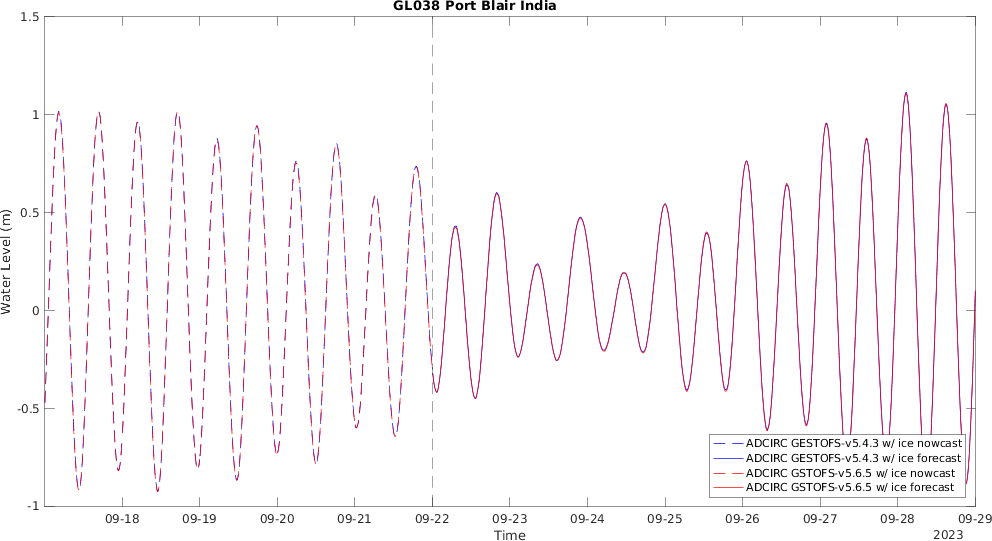 GL038 Port Blair India
1.5
1
0.5
0
-0.5
-1
Water Level (m)
ADCIRC GESTOFS-v5.4.3 w/ ice nowcast
ADCIRC GESTOFS-v5.4.3 w/ ice forecast
ADCIRC GSTOFS-v5.6.5 w/ ice nowcast
ADCIRC GSTOFS-v5.6.5 w/ ice forecast
09-18 09-19 09-20 09-21 09-22 09-23 09-24 09-25 09-26 09-27 09-28 09-29
Time
2023